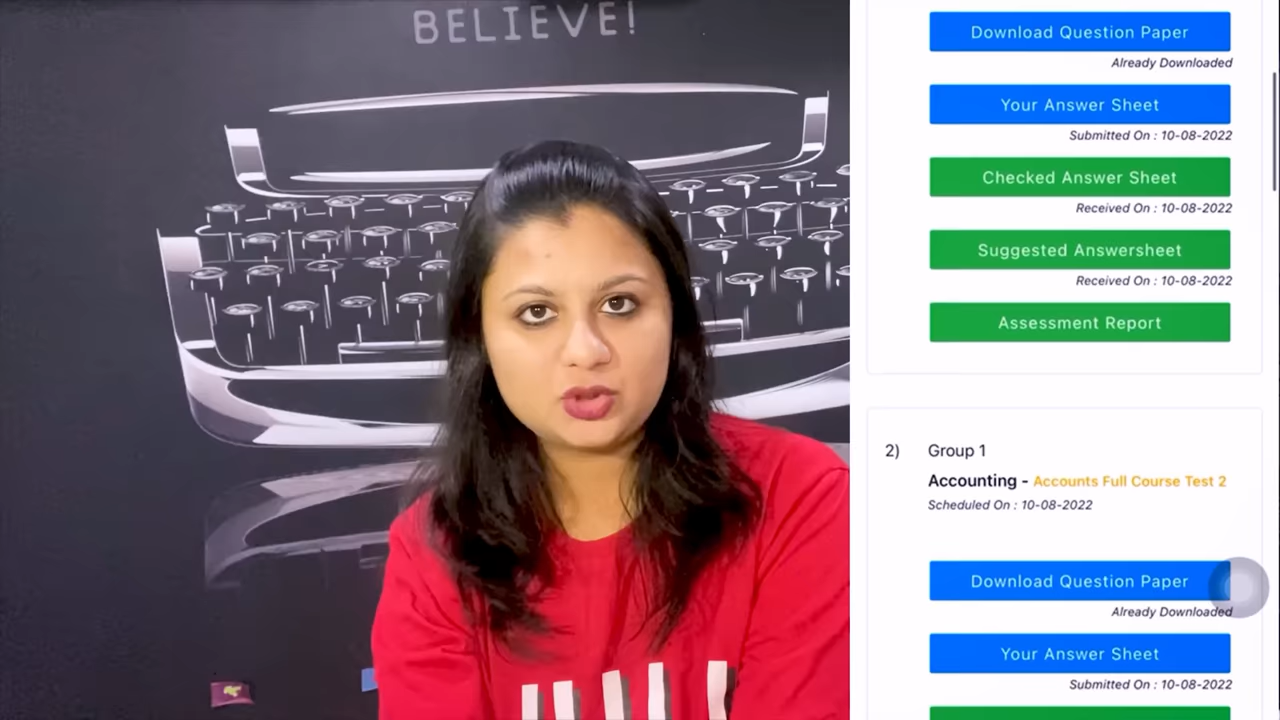 BELIEVE!
Download Question Paper
Already Downloaded
Your Answer Sheet
Submitted On : 10-08-2022
Checked Answer Sheet
Received On : 10-08-2022
Suggested Answersheet
Received On : 10-08-2022
Assessment Report
2) Group 1
Accounting - Accounts Full Course Test 2
Scheduled On : 10-08-2022
Download Question Paper
Already Downloaded
Your Answer Sheet
Submitted On : 10-08-2022